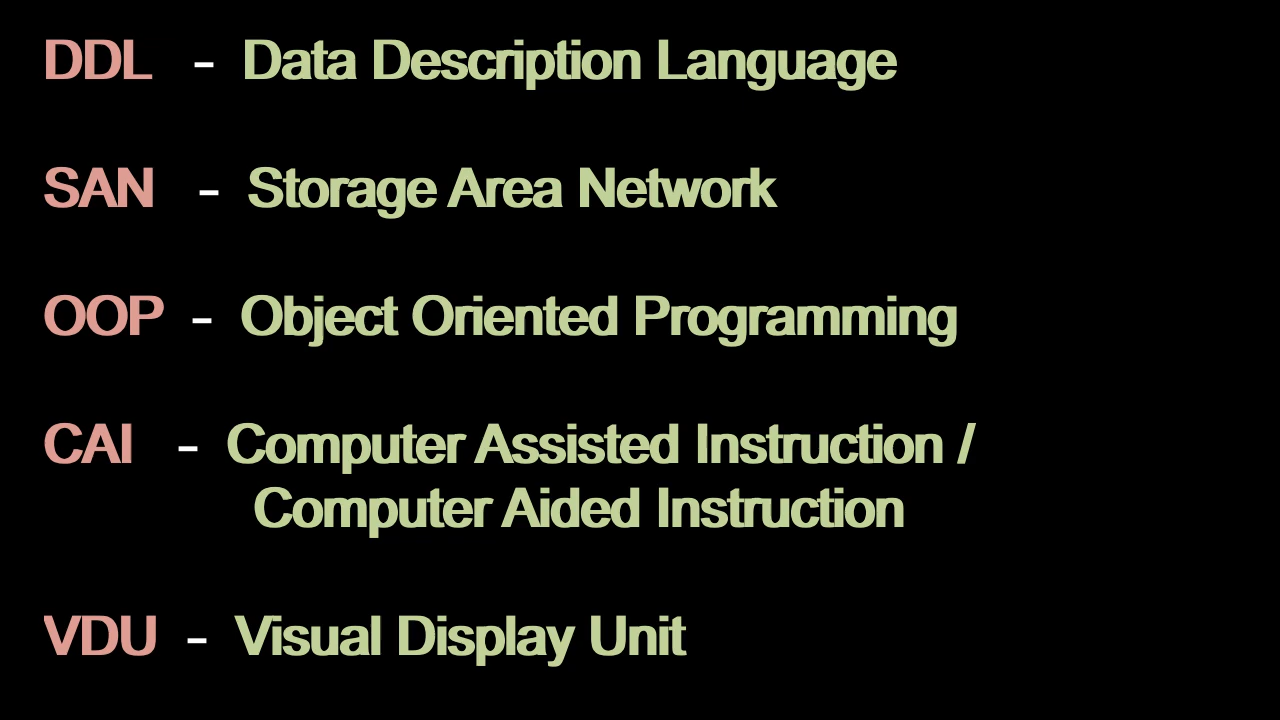 DDL - Data Description Language
SAN - Storage Area Network
OOP - Object Oriented Programming
CAI - Computer Assisted Instruction /
Computer Aided Instruction
VDU - Visual Display Unit